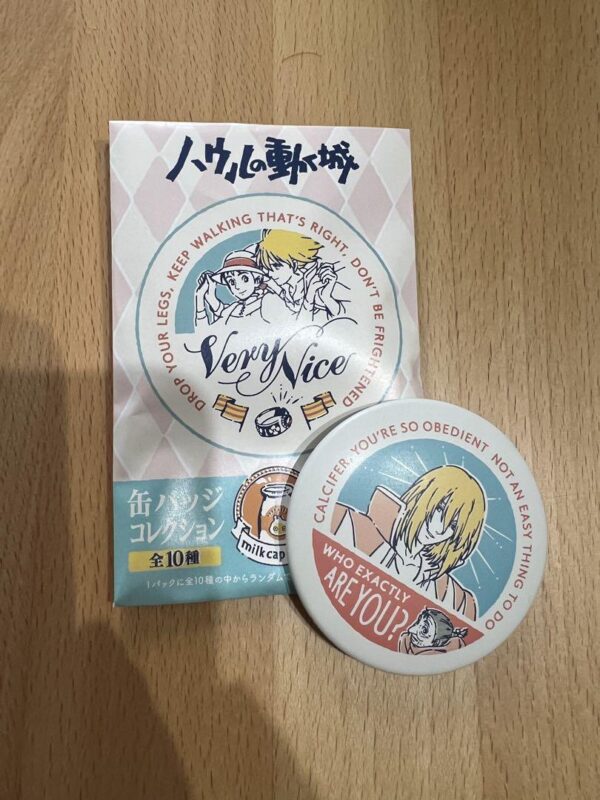 ハウルの動く城
DROP YOUR LEGS, KEEP WALKING THAT'S RIGHT, DON'T BE FRIGHTENED
Very Nice
缶バッジ
コレクション
全10種
milk cap
1パックに全10種の中からランダム
CALCIFER, YOU'RE SO OBEDIENT NOT AN EASY THING TO DO
WHO EXACTLY
ARE YOU?